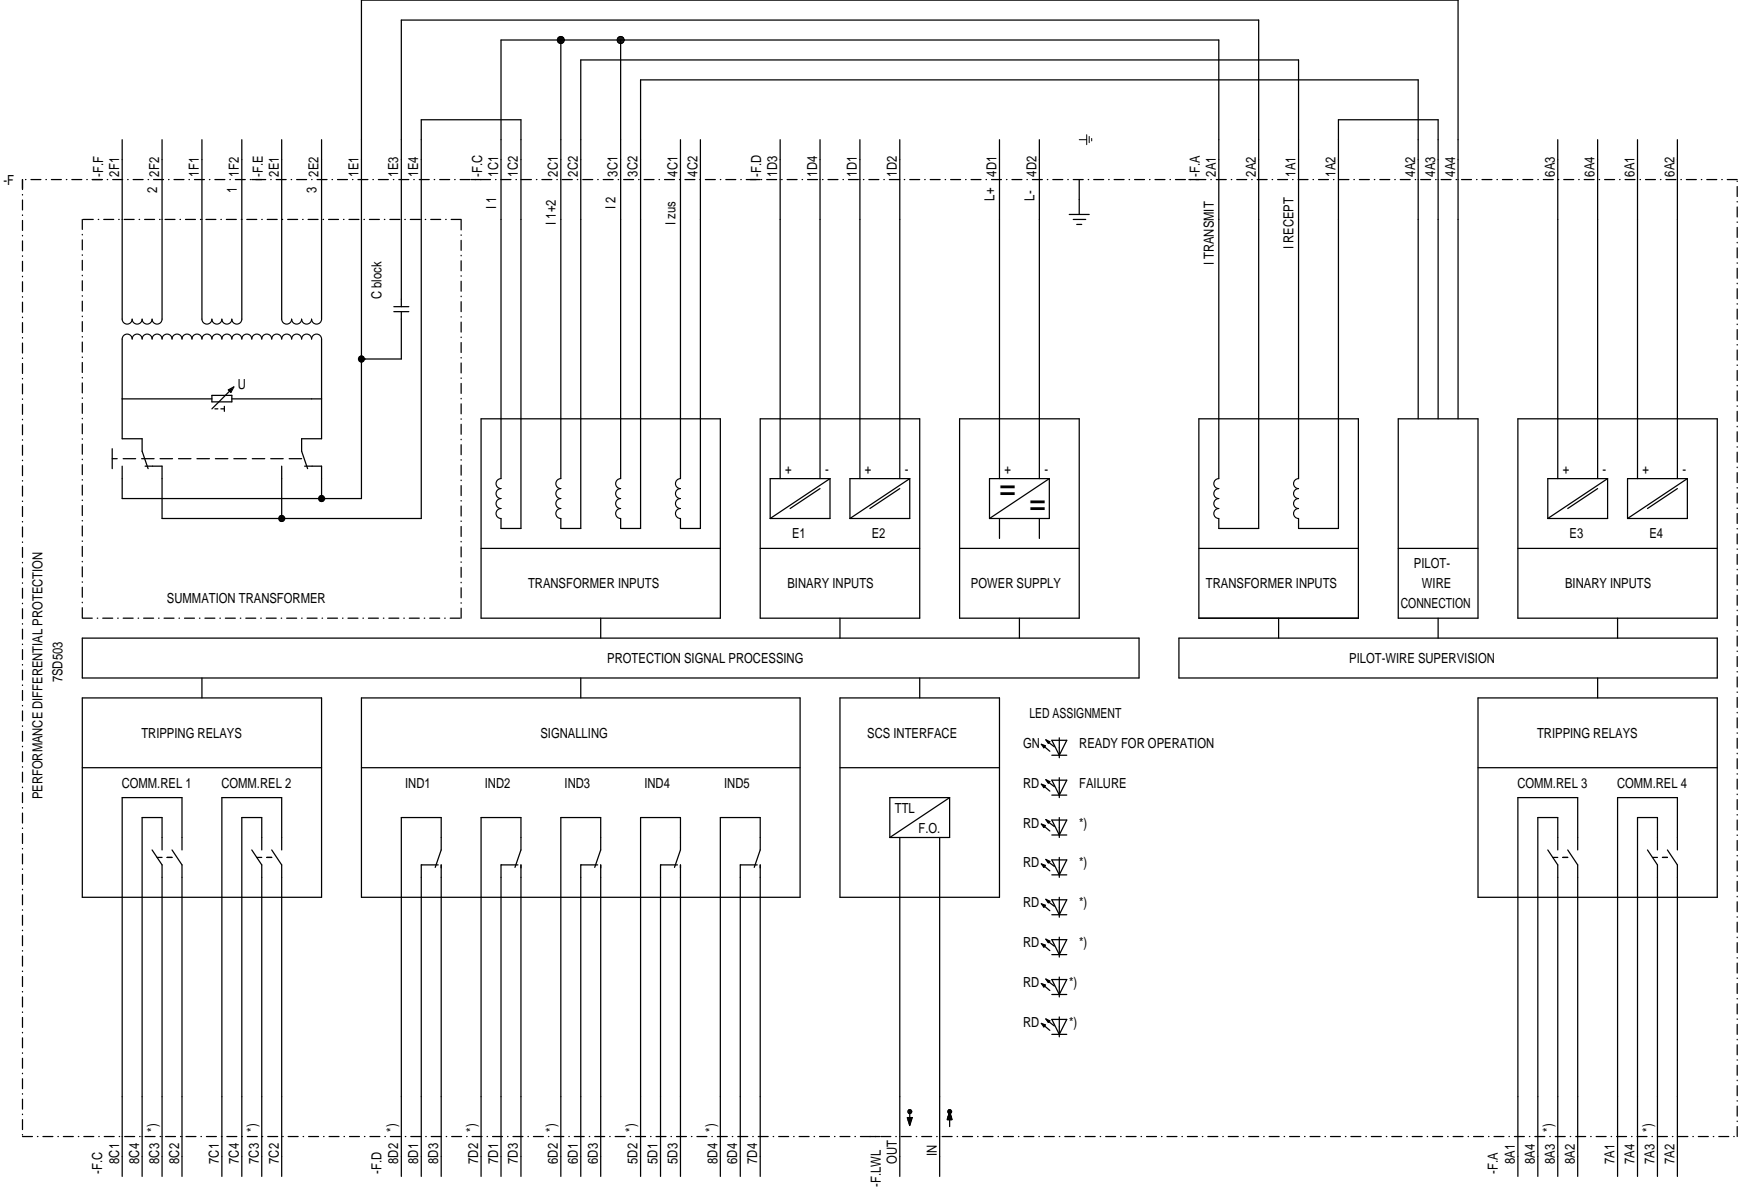 -F
-F.F
2F1
2
2F2
1F1
1
1F2
-F.E
2E1
3
2E2
1E1
1E3
1E4
-F.C
1C1
1C2
2C1
2C2
3C1
3C2
4C1
4C2
-F.D
1D3
1D4
1D1
1D2
4D1
4D2
-F.A
2A1
2A2
1A1
1A2
4A2
4A3
4A4
6A3
6A4
6A1
6A2
I 1
I 1+2
I 2
I zus
L+
L-
I TRANSMIT
I RECEPT
C block
U
+ - + -
+ -
+ - + -
E1 E2
E3 E4
SUMMATION TRANSFORMER
TRANSFORMER INPUTS
BINARY INPUTS
POWER SUPPLY
TRANSFORMER INPUTS
PILOT-
WIRE
CONNECTION
BINARY INPUTS
PERFORMANCE DIFFERENTIAL PROTECTION
7SD503
PROTECTION SIGNAL PROCESSING
PILOT-WIRE SUPERVISION
TRIPPING RELAYS
COMM.REL 1 COMM.REL 2
SIGNALLING
IND1 IND2 IND3 IND4 IND5
SCS INTERFACE
TTL
F.O.
LED ASSIGNMENT
GN READY FOR OPERATION
RD FAILURE
RD *)
RD *)
RD *)
RD *)
RD *)
RD *)
TRIPPING RELAYS
COMM.REL 3 COMM.REL 4
-F.C
8C1
8C4
8C3 *)
8C2
7C1
7C4
7C3 *)
7C2
-F.D
8D2 *)
8D1
8D3
7D2 *)
7D1
7D3
6D2 *)
6D1
6D3
5D2 *)
5D1
5D3
8D4 *)
6D4
7D4
-F.LWL
OUT
IN
-F.A
8A1
8A4
8A3 *)
8A2
7A1
7A4
7A3 *)
7A2